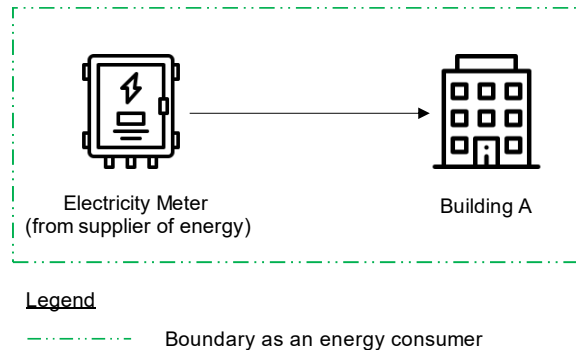 Electricity Meter
(from supplier of energy)
Building A
Legend
Boundary as an energy consumer